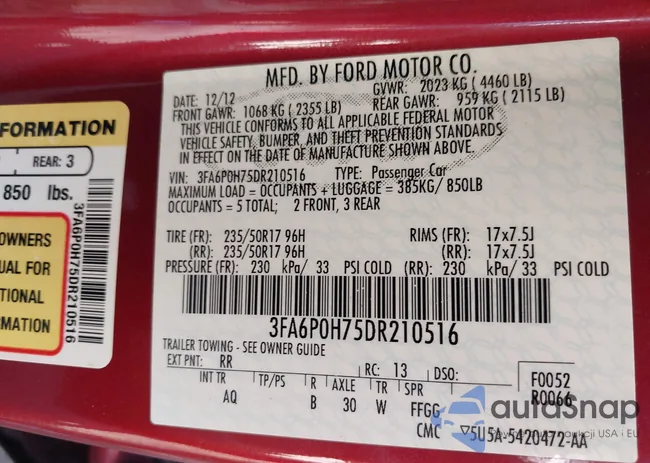 FORMATION
REAR: 3
850 lbs.
OWNERS
UAL FOR
TIONAL
RMATION
3FA6P0H75DR210516
MFD. BY FORD MOTOR CO.
DATE: 12/12 GVWR: 2023 KG ( 4460 LB)
FRONT GAWR: 1068 KG ( 2355 LB) REAR GAWR: 959 KG ( 2115 LB)
THIS VEHICLE CONFORMS TO ALL APPLICABLE FEDERAL MOTOR
VEHICLE SAFETY, BUMPER, AND THEFT PREVENTION STANDARDS
IN EFFECT ON THE DATE OF MANUFACTURE SHOWN ABOVE.
VIN: 3FA6P0H75DR210516 TYPE: Passenger Car
MAXIMUM LOAD = OCCUPANTS + LUGGAGE = 385KG/ 850LB
OCCUPANTS = 5 TOTAL; 2 FRONT, 3 REAR
TIRE (FR): 235/50R17 96H RIMS (FR): 17x7.5J
(RR): 235/50R17 96H (RR): 17x7.5J
PRESSURE (FR): 230 kPa/ 33 PSI COLD (RR): 230 kPa/ 33 PSI COLD
3FA6P0H75DR210516
TRAILER TOWING - SEE OWNER GUIDE
EXT PNT: RR RC: 13 DSO: F0052
INT TR TP/PS R AXLE TR SPR R0066
AQ B 30 W FFGG
CMC ▽5U5A-5420472-AA
autoSnap
aukcji USA i EU